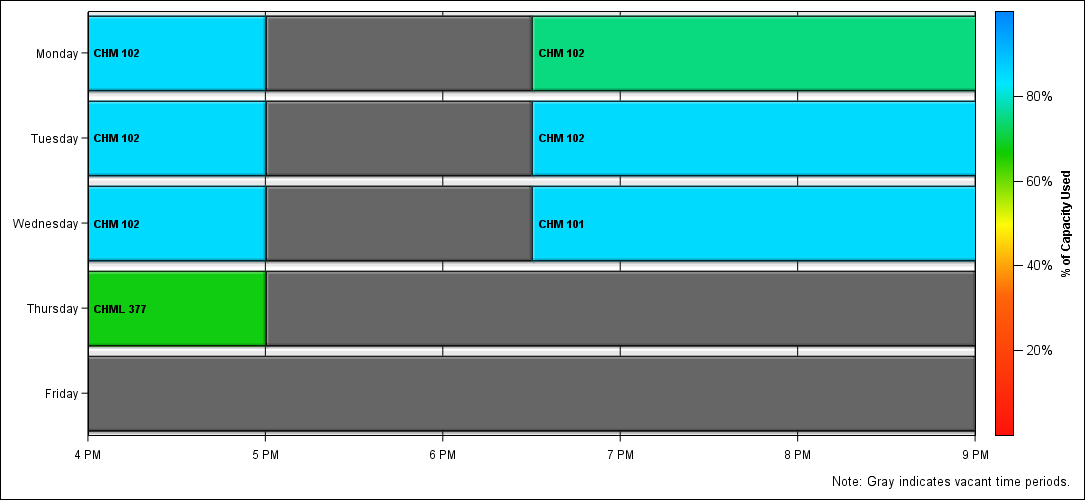 Monday
CHM 102
CHM 102
Tuesday
CHM 102
CHM 102
Wednesday
CHM 102
CHM 101
Thursday
CHML 377
Friday
4 PM
5 PM
6 PM
7 PM
8 PM
9 PM
80%
60%
40%
20%
% of Capacity Used
Note: Gray indicates vacant time periods.